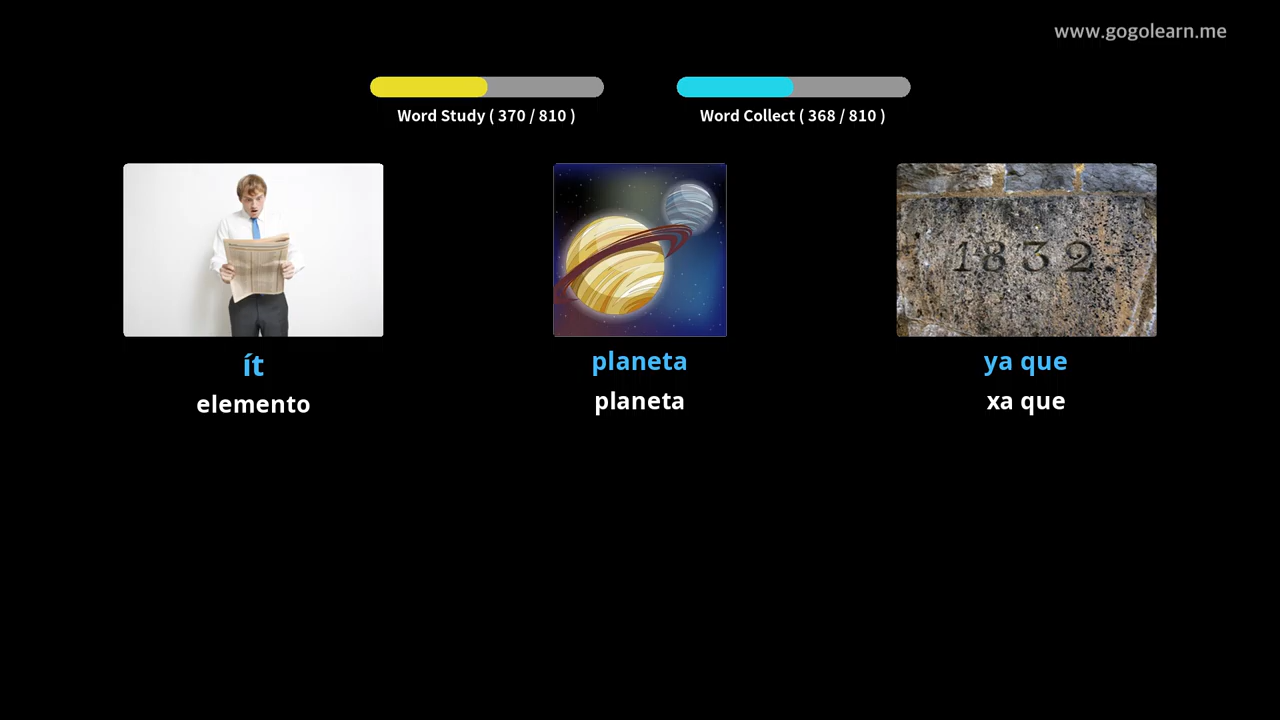 www.gogolearn.me
Word Study ( 370 / 810 )
Word Collect ( 368 / 810 )
1832.
ít
elemento
planeta
planeta
ya que
xa que